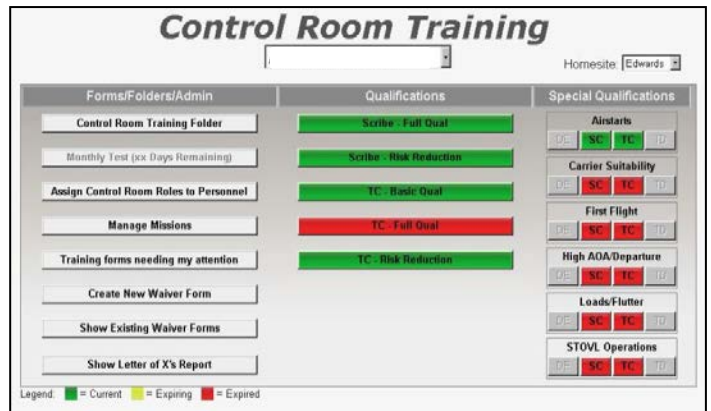 Control Room Training
Homesite: Edwards
Forms/Folders/Admin
Qualifications
Special Qualifications
Control Room Training Folder
Monthly Test (xx Days Remaining)
Assign Control Room Roles to Personnel
Manage Missions
Training forms needing my attention
Create New Waiver Form
Show Existing Waiver Forms
Show Letter of X's Report
Scribe - Full Qual
Scribe - Risk Reduction
TC - Basic Qual
TC - Full Qual
TC - Risk Reduction
Airstarts
DE SC TC TD
Carrier Suitability
DE SC TC TD
First Flight
DE SC TC TD
High AOA/Departure
DE SC TC TD
Loads/Flutter
DE SC TC TD
STOVL Operations
DE SC TC TD
Legend: = Current = Expiring = Expired